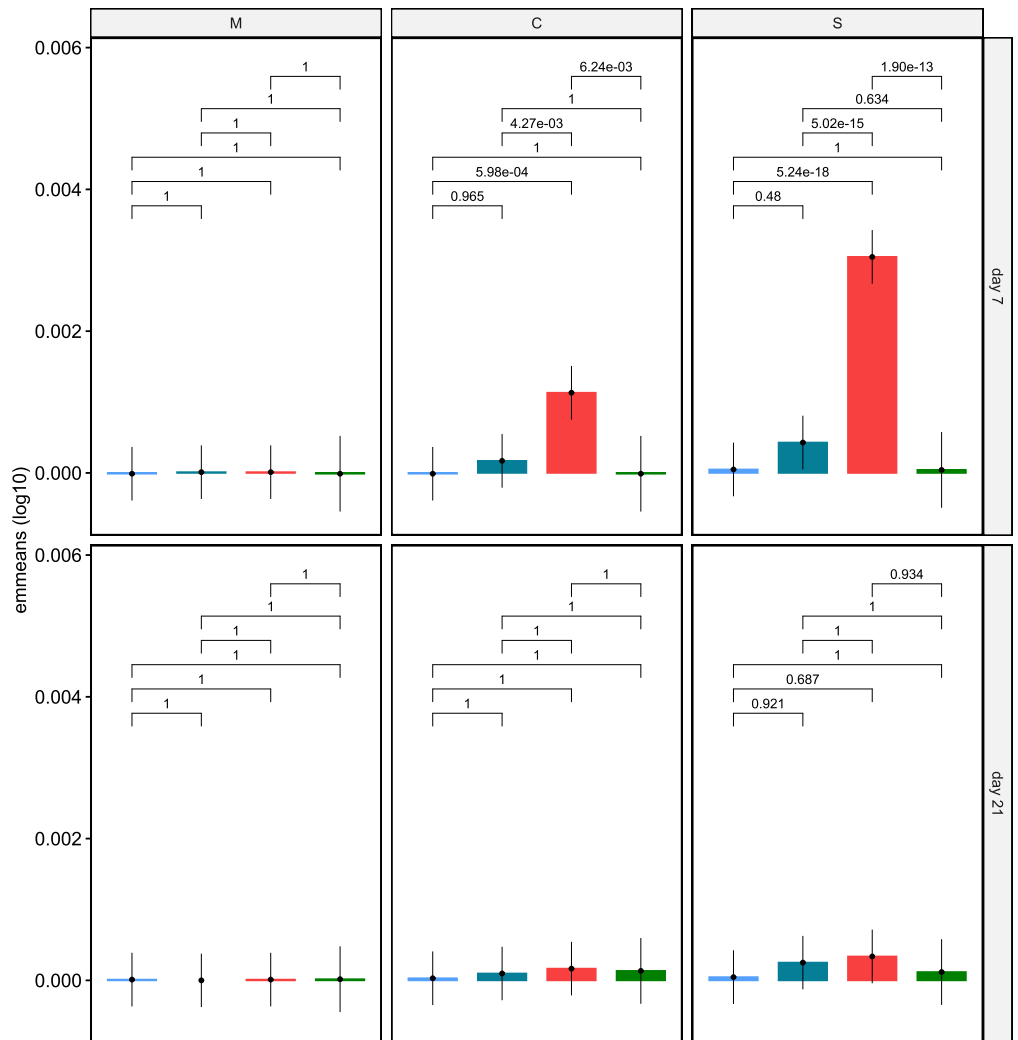 M C S
0.006
6.24e-03 1.90e-13
1
1 1 0.634
1 4.27e-03 5.02e-15
1 1 1
0.004
1 5.98e-04 5.24e-18
1 0.965 0.48
day 7
0.002
0.000
emmeans (log10)
0.006
1 1 0.934
1 1 1
1 1 1
1 1 1
0.004
1 1 0.687
1 1 0.921
day 21
0.002
0.000